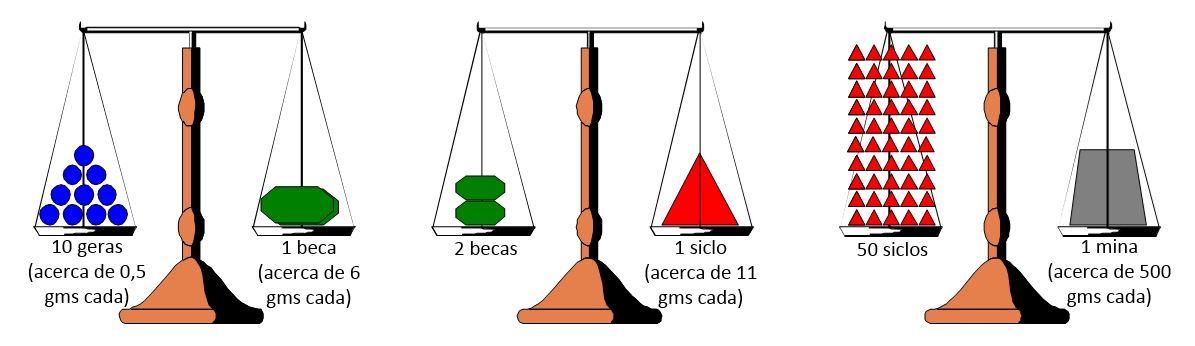 10 geras
(acerca de 0,5
gms cada)
1 beca
(acerca de 6
gms cada)
2 becas
1 siclo
(acerca de 11
gms cada)
50 siclos
1 mina
(acerca de 500
gms cada)